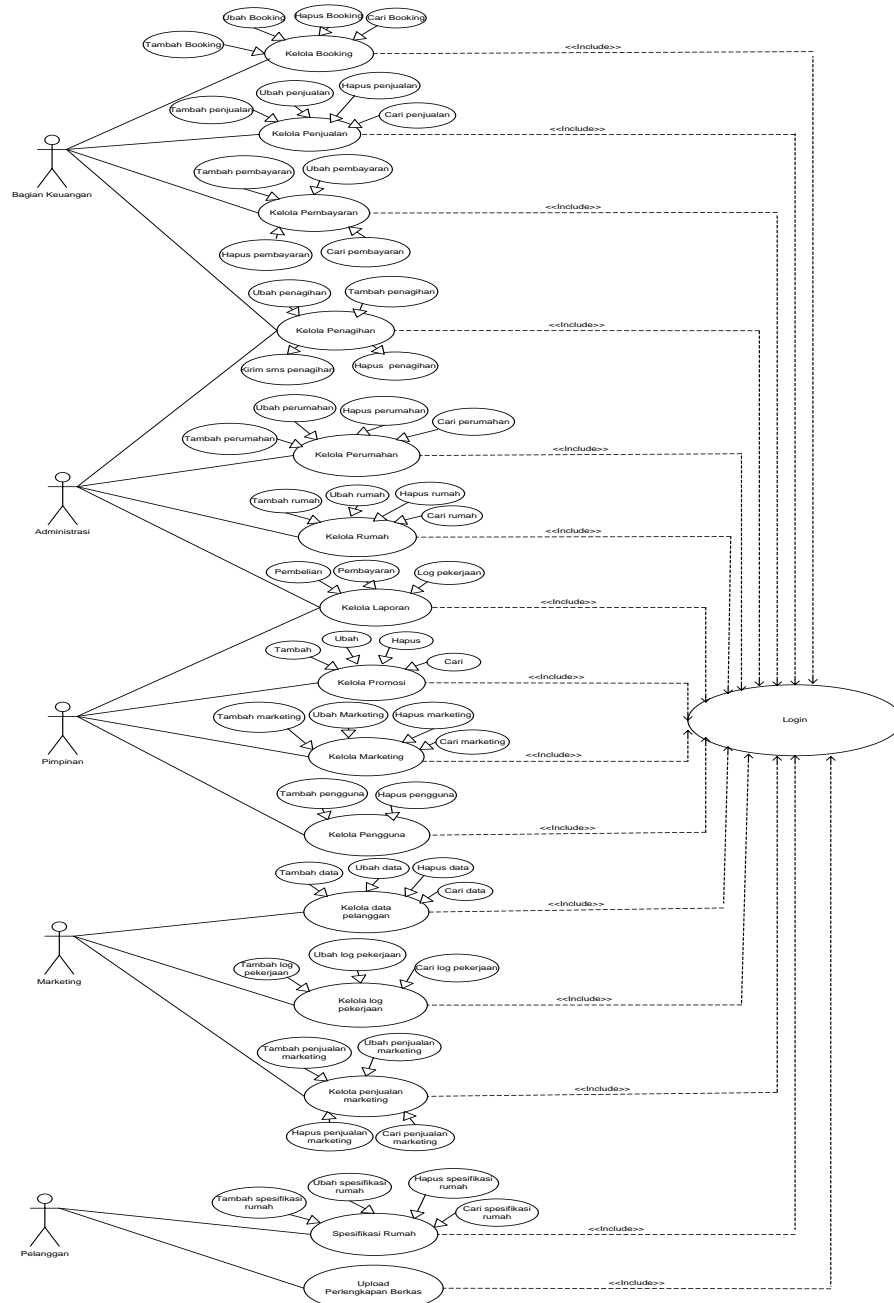 Ubah Booking
Hapus Booking
Cari Booking
Tambah Booking
Kelola Booking
<<Include>>
Ubah penjualan
Hapus penjualan
Tambah penjualan
Cari penjualan
Kelola Penjualan
<<Include>>
Bagian Keuangan
Tambah pembayaran
Ubah pembayaran
Kelola Pembayaran
<<Include>>
Hapus pembayaran
Cari pembayaran
Ubah penagihan
Tambah penagihan
Kelola Penagihan
<<Include>>
Kirim sms penagihan
Hapus penagihan
Ubah perumahan
Hapus perumahan
Cari perumahan
Tambah perumahan
Kelola Perumahan
<<Include>>
Administrasi
Tambah rumah
Ubah rumah
Hapus rumah
Cari rumah
Kelola Rumah
<<Include>>
Pembelian
Pembayaran
Log pekerjaan
Kelola Laporan
<<Include>>
Tambah
Ubah
Hapus
Cari
Kelola Promosi
<<Include>>
Login
Pimpinan
Tambah marketing
Ubah Marketing
Hapus marketing
Cari marketing
Kelola Marketing
<<Include>>
Tambah pengguna
Hapus pengguna
Kelola Pengguna
<<Include>>
Tambah data
Ubah data
Hapus data
Cari data
Kelola data
pelanggan
<<Include>>
Marketing
Ubah log pekerjaan
Tambah log
pekerjaan
Cari log pekerjaan
Kelola log
pekerjaan
<<Include>>
Tambah penjualan
marketing
Ubah penjualan
marketing
Kelola penjualan
marketing
<<Include>>
Hapus penjualan
marketing
Cari penjualan
marketing
Pelanggan
Tambah spesifikasi
rumah
Ubah spesifikasi
rumah
Hapus spesifikasi
rumah
Cari spesifikasi
rumah
Spesifikasi Rumah
<<Include>>
Upload
Perlengkapan Berkas
<<Include>>